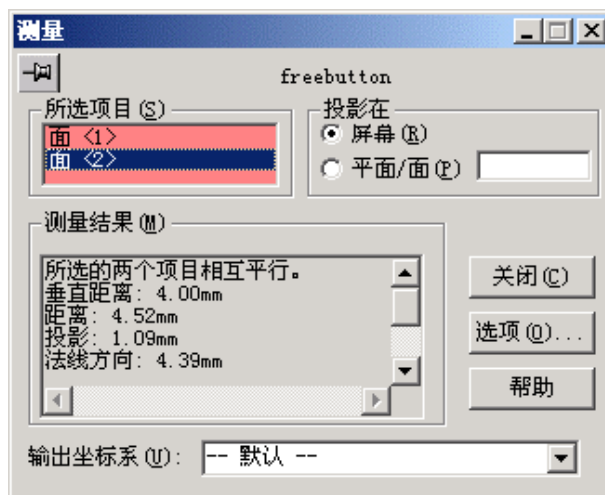 测量
freebutton
所选项目(S)
面 <1>
面 <2>
投影在
屏幕(R)
平面/面(P)
测量结果(M)
所选的两个项目相互平行。
垂直距离: 4.00mm
距离: 4.52mm
投影: 1.09mm
法线方向: 4.39mm
关闭(C)
选项(O)...
帮助
输出坐标系(U):
-- 默认 --